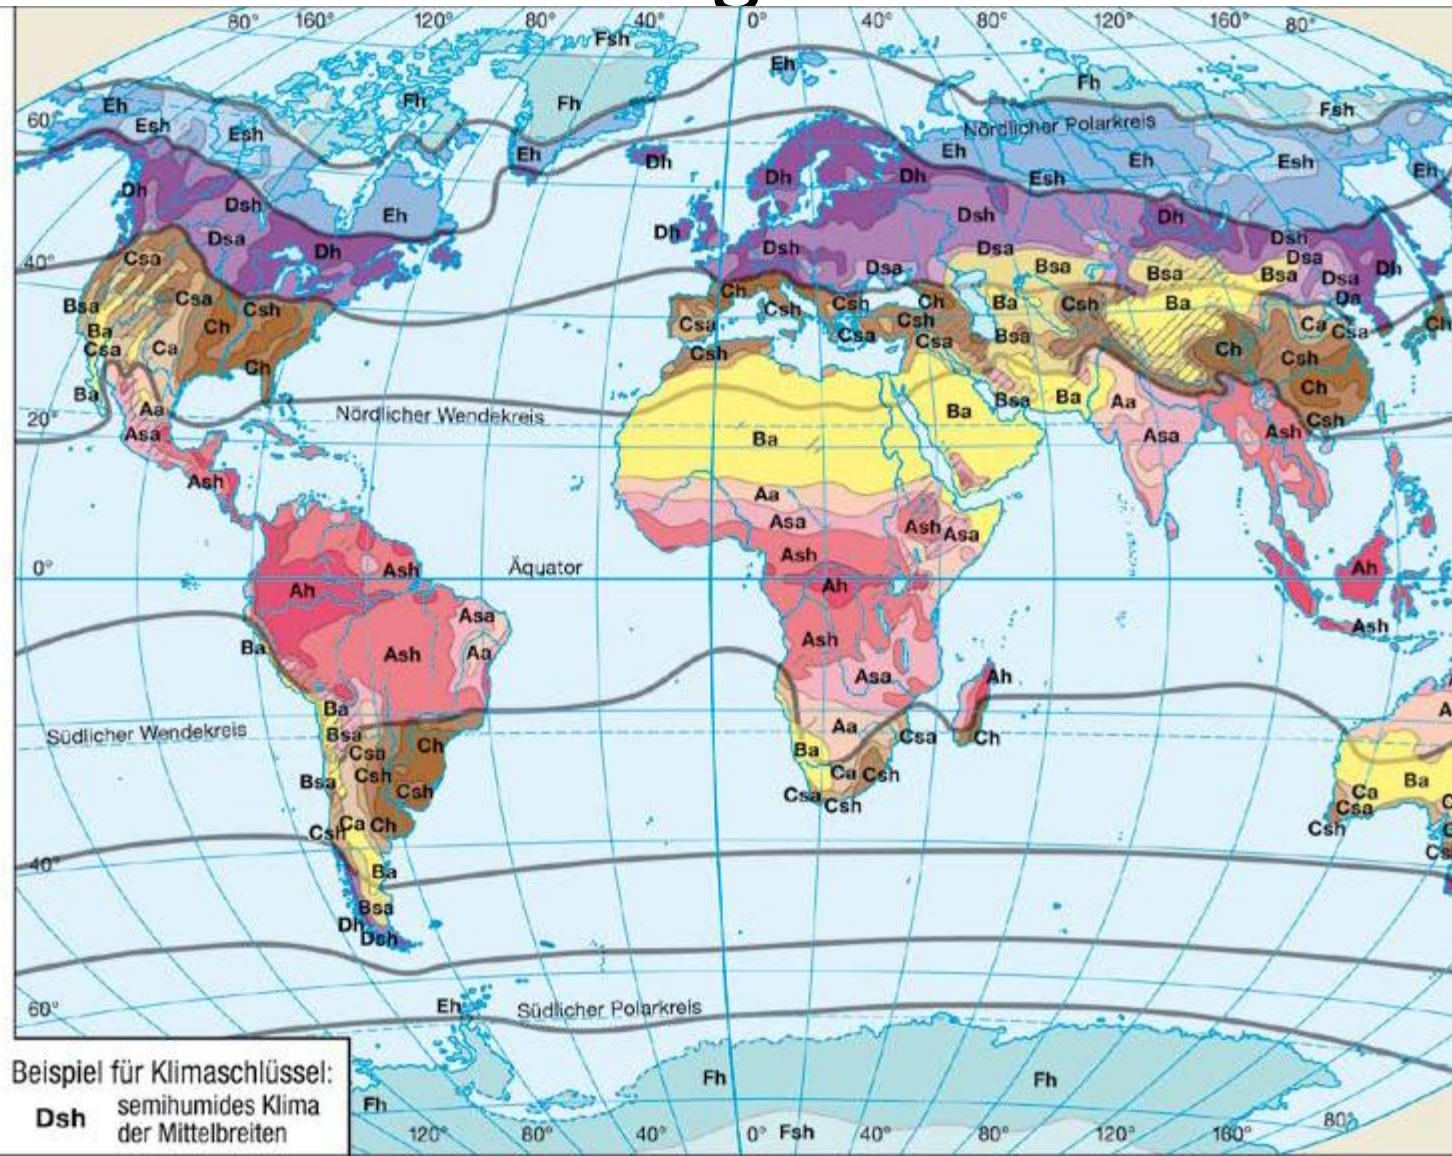 80° 160° 120° 80° 40° 0° 40° 80° 120° 160° 80°
Fsh
Eh
Fh
Eh Fh Fh Fsh
60° Esh Esh Nördlicher Polarkreis
Eh Dh Eh Eh Esh Eh
Dh Dh Dh Esh
Dsh Eh Dsh Dh
Dsa Dh Dh Dsh Dsh
40° Csa Dsa Dsa Bsa Bsa Dsa Bsa Dsa Dh
Bsa Csa Csh Ch Csh Csh Ch Ba Csh Ba Da
Ba Ch Csa Csa Csh Bsa Ca Csa
Csa Ca Csh Csa Ch Csh
Ch
Ba Aa Bsa Ba Aa Ch
20° Nördlicher Wendekreis Ba Csh
Asa Ba Asa Ash
Ash Aa
Asa Ash Asa
Ash
0° Äquator Ash Ah
Ah Ah
Asa Ash
Ba Ash Aa Ash
Asa Ah
Ba
Südlicher Wendekreis Bsa Aa Csa Ch
Csa Ch Ba
Bsa Csh Csh Ca Csh Ba
Csa Csh Ca
Csa
Csh Ca Ch Csh
40° Ba
Bsa
Dh Dsh
60° Eh Südlicher Polarkreis
Fh Fh
Fh
120° 80° 40° 0° Fsh 40° 80° 120° 160° 80°
Beispiel für Klimaschlüssel:
Dsh semihumides Klima
der Mittelbreiten